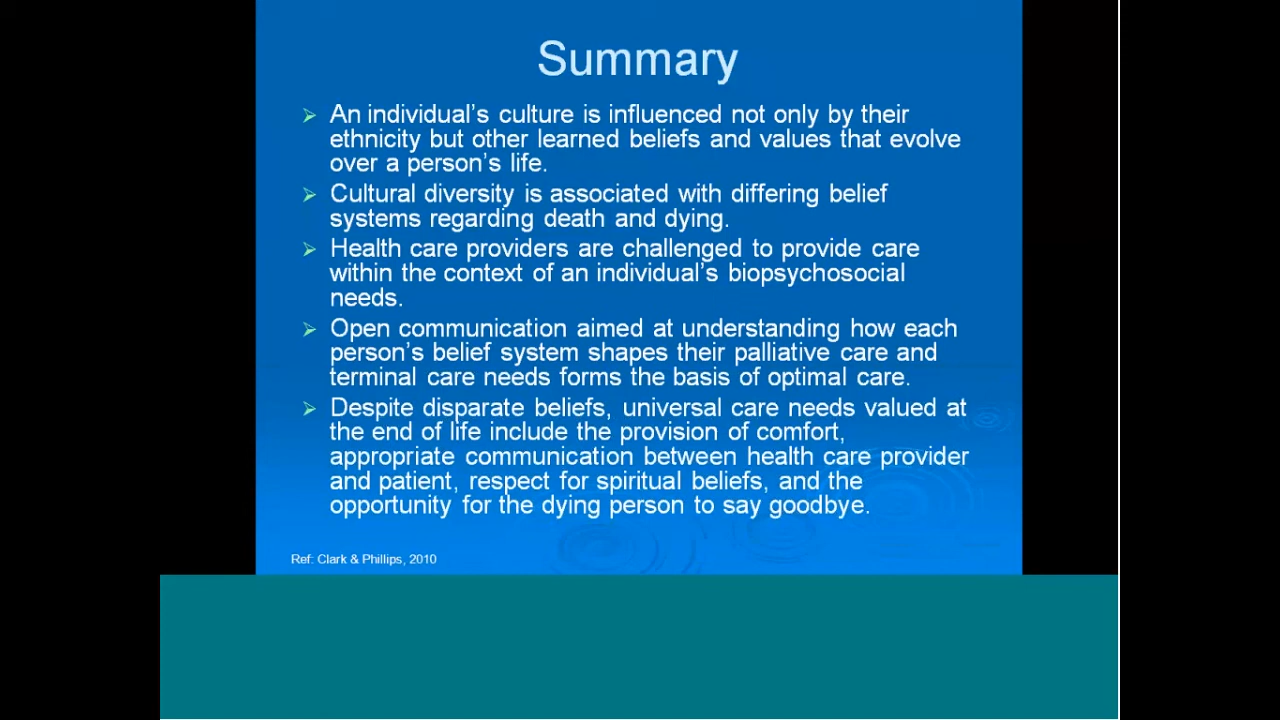 Summary
An individual's culture is influenced not only by their
ethnicity but other learned beliefs and values that evolve
over a person's life.
Cultural diversity is associated with differing belief
systems regarding death and dying.
Health care providers are challenged to provide care
within the context of an individual's biopsychosocial
needs.
Open communication aimed at understanding how each
person's belief system shapes their palliative care and
terminal care needs forms the basis of optimal care.
Despite disparate beliefs, universal care needs valued at
the end of life include the provision of comfort,
appropriate communication between health care provider
and patient, respect for spiritual beliefs, and the
opportunity for the dying person to say goodbye.
Ref: Clark & Phillips, 2010